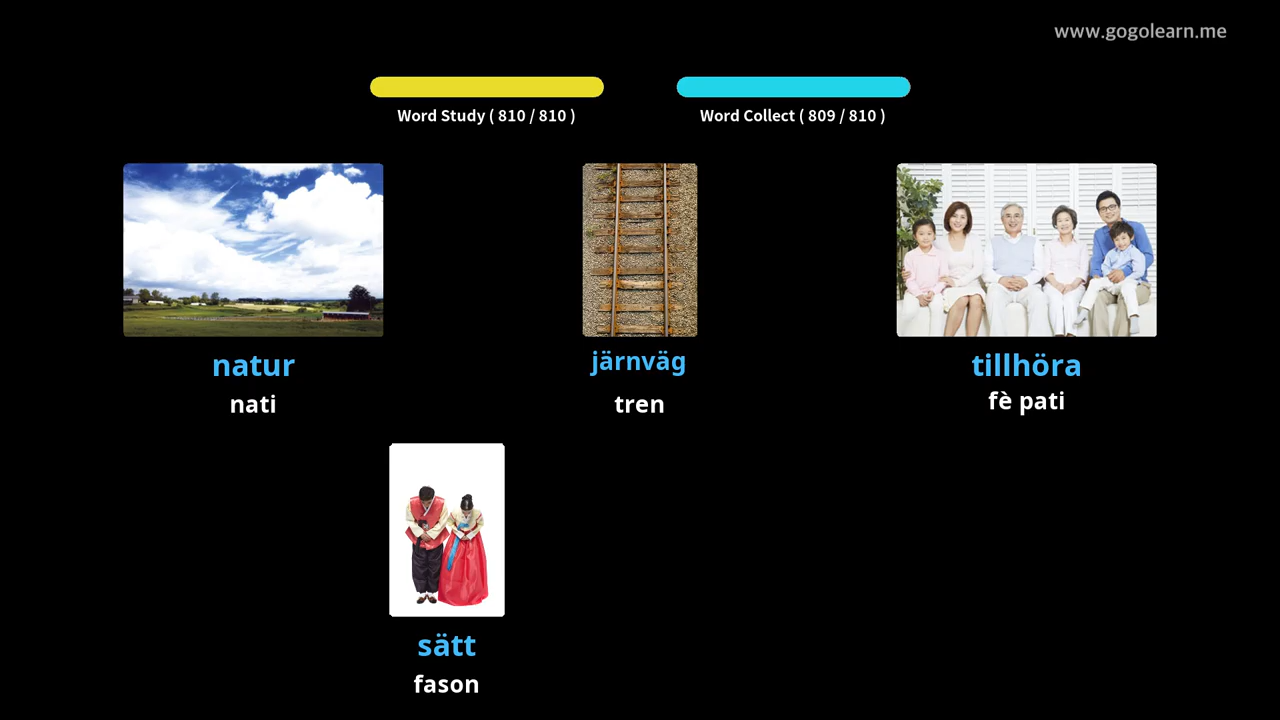 www.gogolearn.me
Word Study ( 810 / 810 )
Word Collect ( 809 / 810 )
natur
nati
järnväg
tren
tillhöra
fè pati
sätt
fason